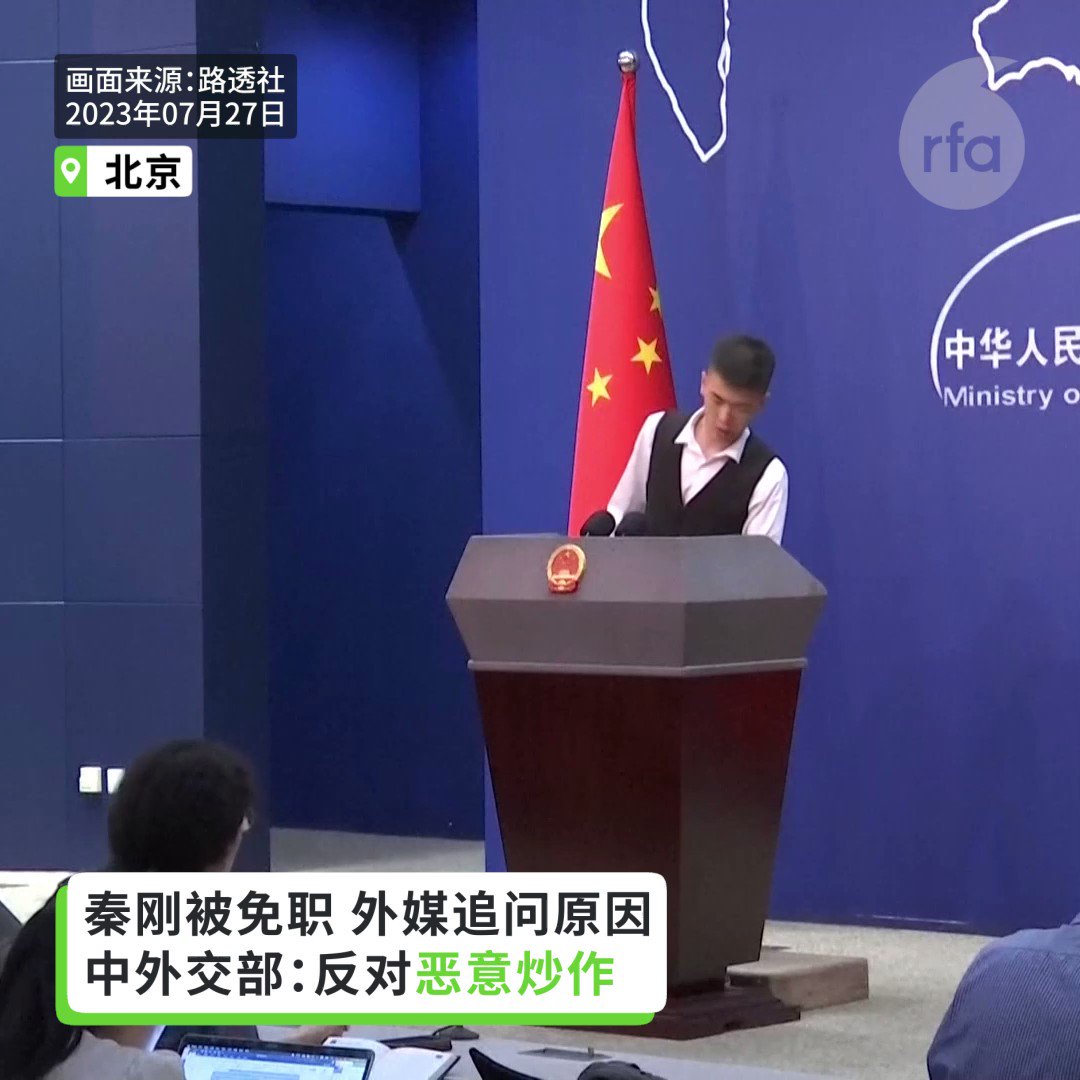 画面来源：路透社
2023年07月27日
北京
rfa
中华人民
Ministry o
秦刚被免职 外媒追问原因
中外交部：反对恶意炒作